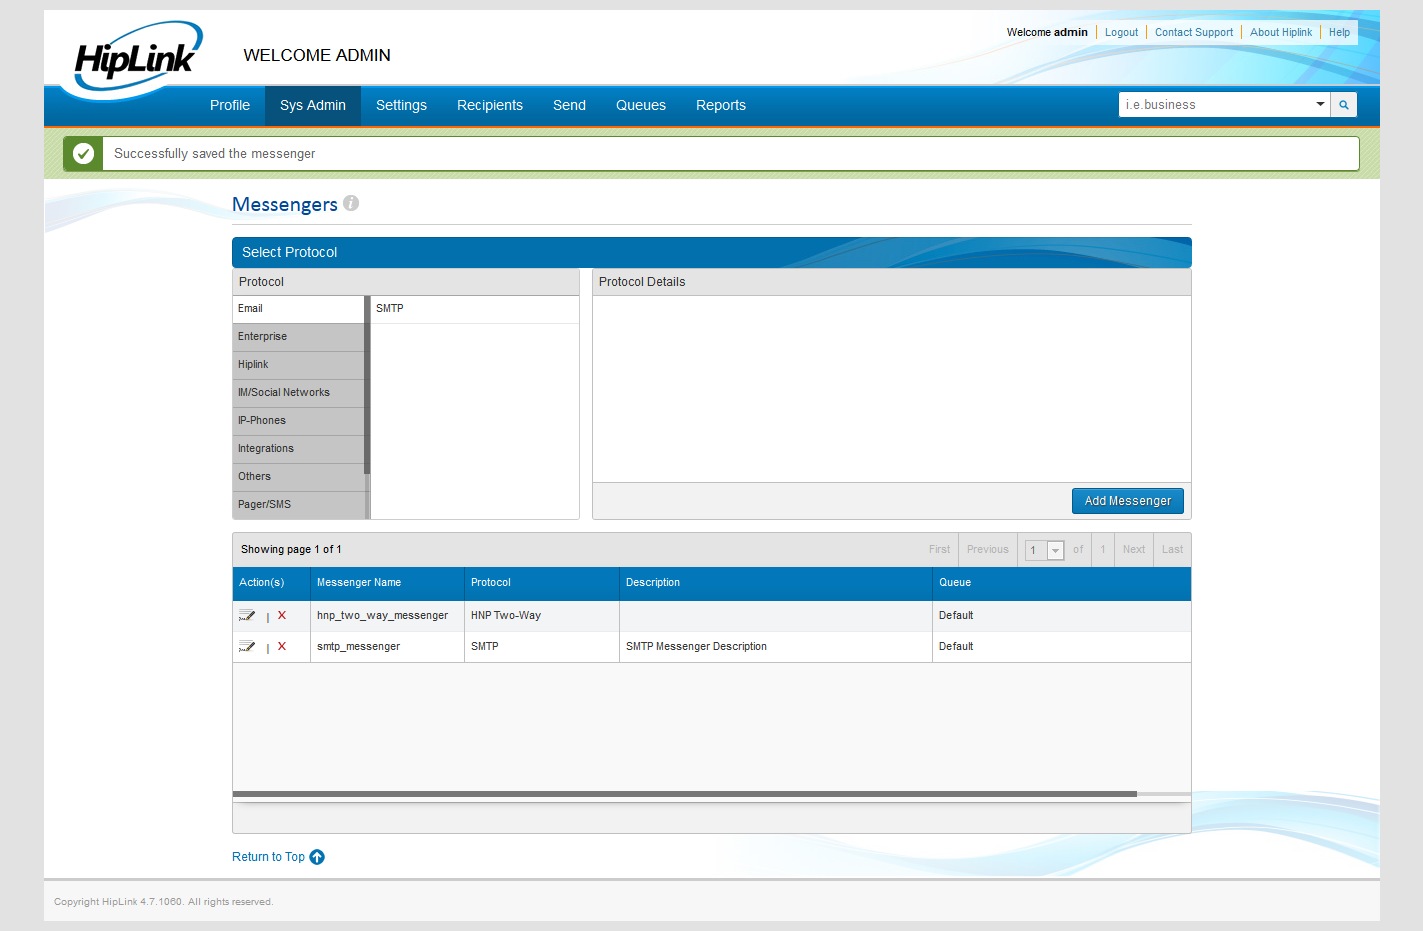 HipLink
WELCOME ADMIN
Welcome admin | Logout | Contact Support | About Hiplink | Help
Profile Sys Admin Settings Recipients Send Queues Reports
i.e.business
Successfully saved the messenger
Messengers i
Select Protocol
Protocol
Protocol Details
Email
SMTP
Enterprise
Hiplink
IM/Social Networks
IP-Phones
Integrations
Others
Pager/SMS
Add Messenger
Showing page 1 of 1
First Previous 1 of 1 Next Last
Action(s) Messenger Name Protocol Description Queue
| X hnp_two_way_messenger HNP Two-Way Default
| X smtp_messenger SMTP SMTP Messenger Description Default
Return to Top
Copyright HipLink 4.7.1060. All rights reserved.